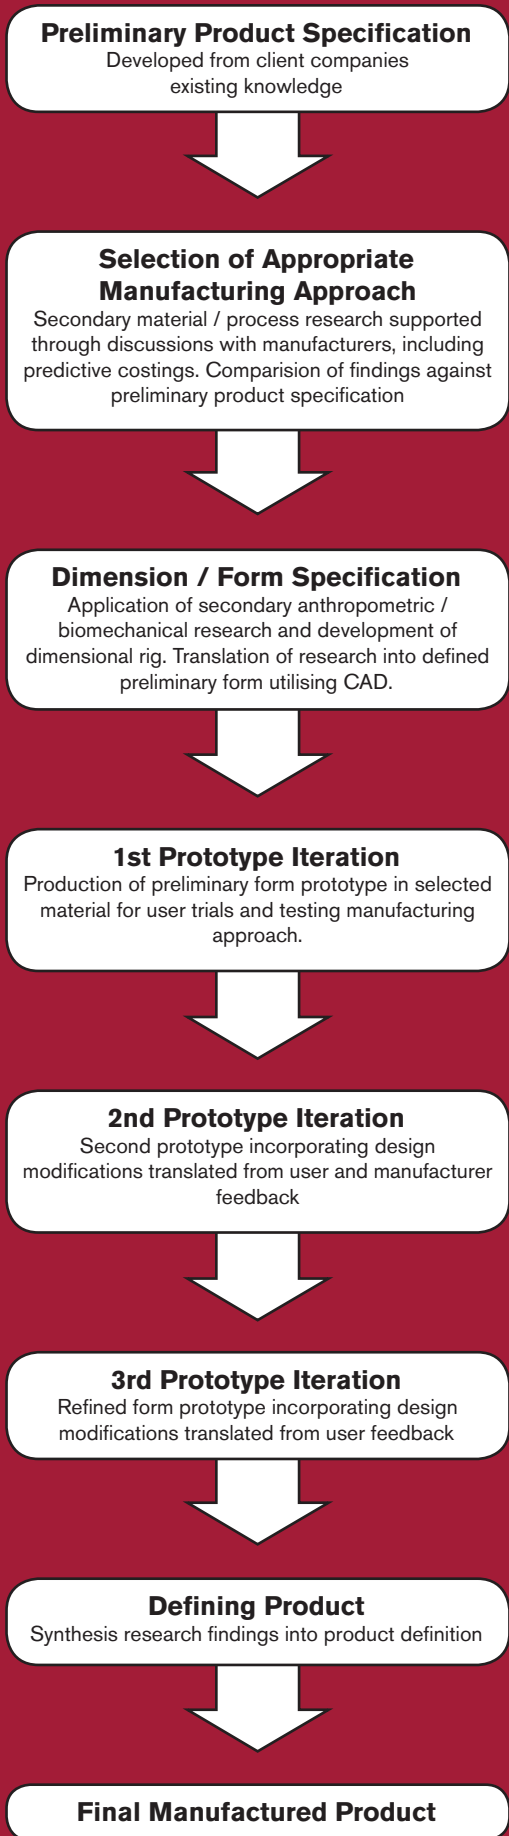 Preliminary Product Specification
Developed from client companies
existing knowledge
Selection of Appropriate
Manufacturing Approach
Secondary material / process research supported
through discussions with manufacturers, including
predictive costings. Comparision of findings against
preliminary product specification
Dimension / Form Specification
Application of secondary anthropometric /
biomechanical research and development of
dimensional rig. Translation of research into defined
preliminary form utilising CAD.
1st Prototype Iteration
Production of preliminary form prototype in selected
material for user trials and testing manufacturing
approach.
2nd Prototype Iteration
Second prototype incorporating design
modifications translated from user and manufacturer
feedback
3rd Prototype Iteration
Refined form prototype incorporating design
modifications translated from user feedback
Defining Product
Synthesis research findings into product definition
Final Manufactured Product